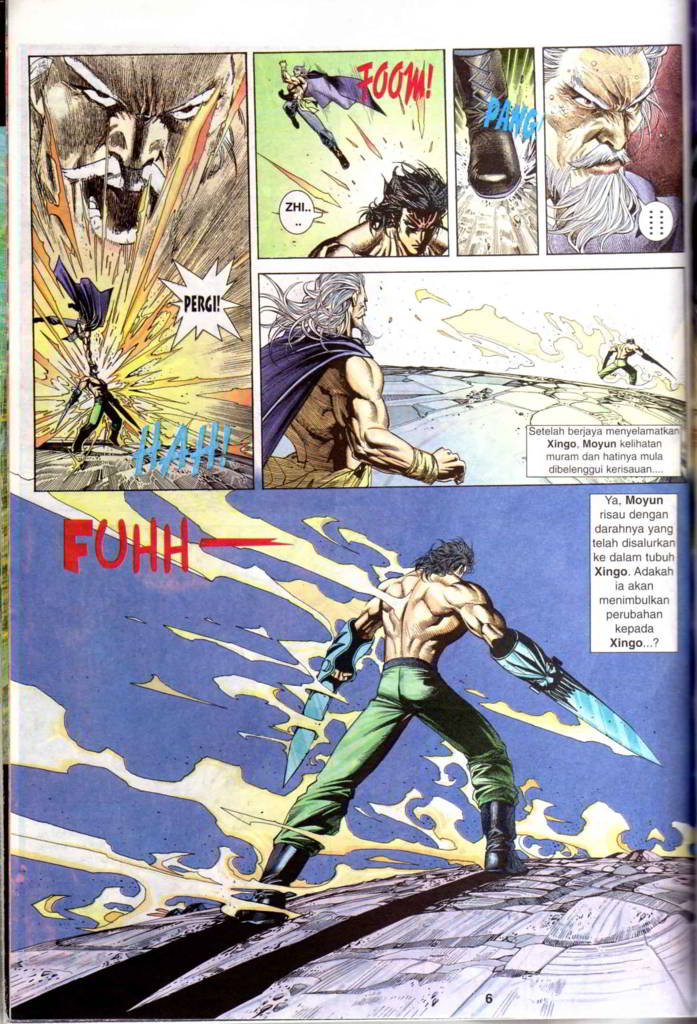 PERGI!
HAH!
FOOM!
ZHI..
..
PANG
Setelah berjaya menyelamatkan
Xingo, Moyun kelihatan
muram dan hatinya mula
dibelenggui kerisauan....
Ya, Moyun
risau dengan
darahnya yang
telah disalurkan
ke dalam tubuh
Xingo. Adakah
ia akan
menimbulkan
perubahan
kepada
Xingo...?
FUHH
6